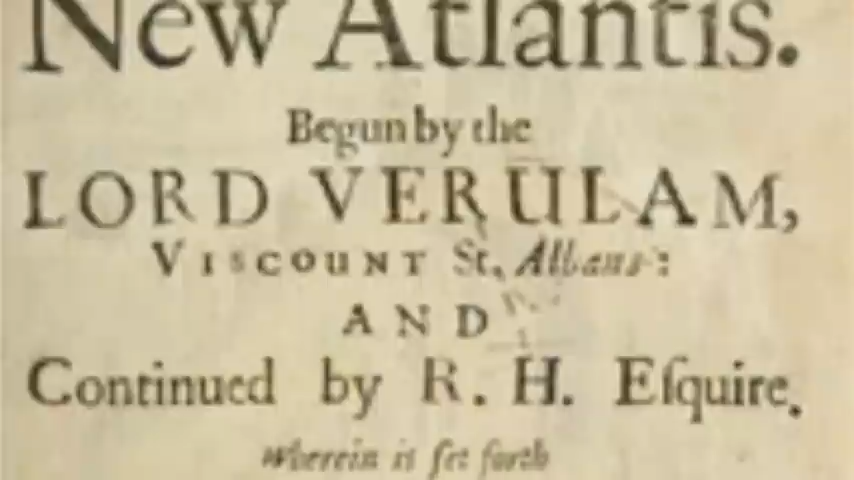 New Atlantis.
Begun by the
LORD VERULAM,
VISCOUNT St. Albans:
AND
Continued by R. H. Eſquire.
Wherein is ſet forth